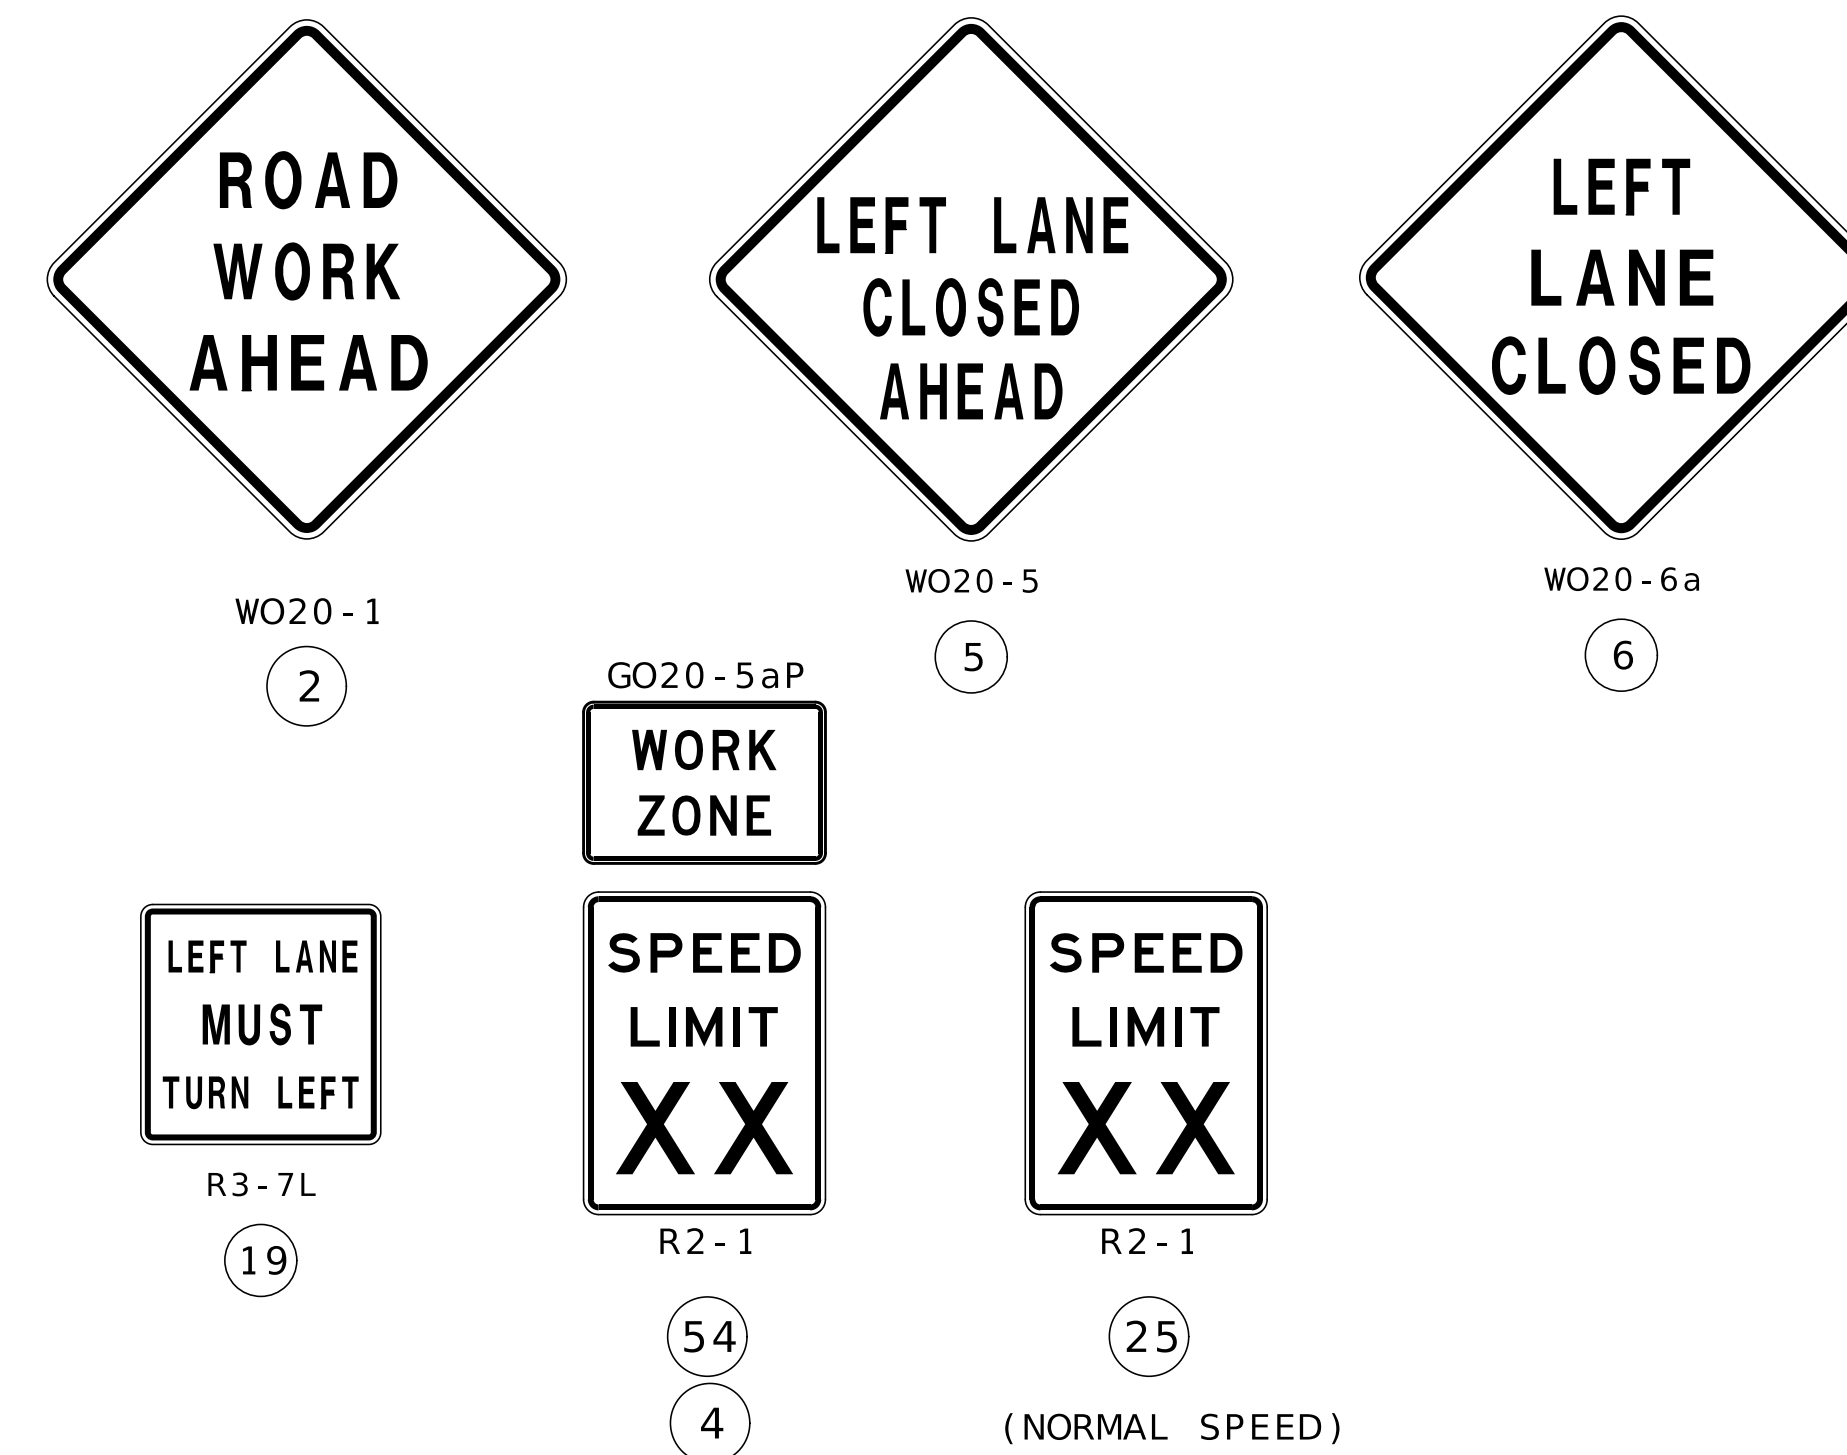 ROAD
WORK
AHEAD
WO20-1
2
LEFT LANE
CLOSED
AHEAD
WO20-5
5
LEFT
LANE
CLOSED
WO20-6a
6
GO20-5aP
WORK
ZONE
LEFT LANE
MUST
TURN LEFT
R3-7L
19
SPEED
LIMIT
XX
R2-1
54
4
SPEED
LIMIT
XX
R2-1
25
(NORMAL SPEED)